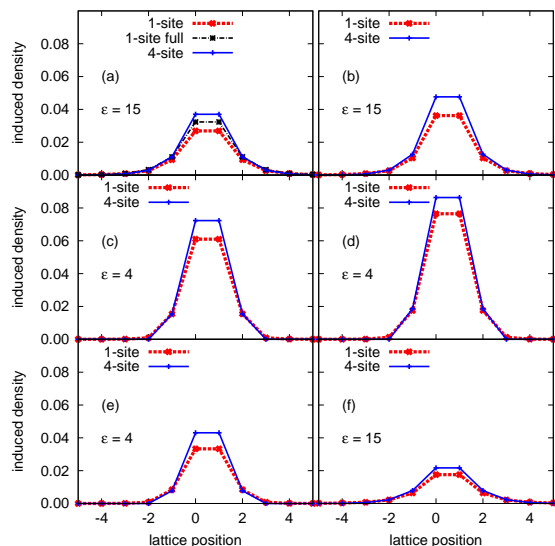 1-site
1-site full
4-site
(a)
ε = 15
induced density
0.08
0.06
0.04
0.02
0.00
1-site
4-site
(b)
ε = 15
1-site
4-site
(c)
ε = 4
induced density
0.08
0.06
0.04
0.02
0.00
1-site
4-site
(d)
ε = 4
1-site
4-site
(e)
ε = 4
induced density
0.08
0.06
0.04
0.02
0.00
-4 -2 0 2 4
lattice position
1-site
4-site
(f)
ε = 15
-4 -2 0 2 4
lattice position